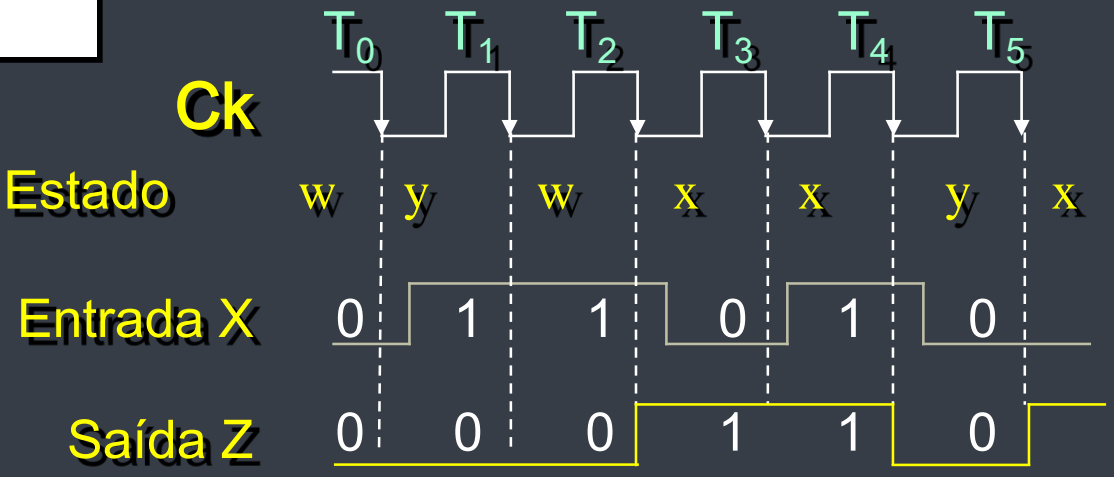 T0 T1 T2 T3 T4 T5
Ck
Estado w y w x x y x
Entrada X 0 1 1 0 1 0
Saída Z 0 0 0 1 1 0